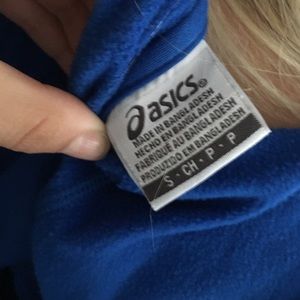 asics®
MADE IN BANGLADESH
HECHO EN BANGLADESH
FABRIQUÉ AU BANGLADESH
PRODUZIDO EM BANGLADESH
S · CH · P · P